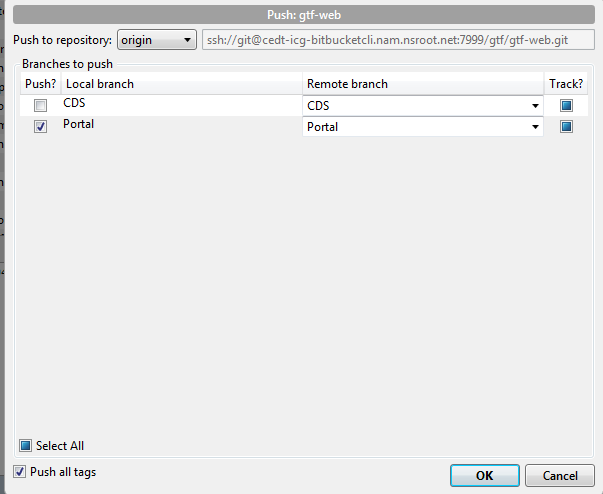 Push: gtf-web
Push to repository: origin ssh://git@cedt-icg-bitbucketcli.nam.nsroot.net:7999/gtf/gtf-web.git
Branches to push
Push? Local branch Remote branch Track?
CDS CDS
Portal Portal
Select All
Push all tags OK Cancel